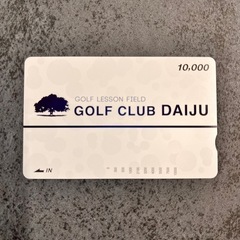 10,000
GOLF LESSON FIELD
GOLF CLUB DAIJU
IN